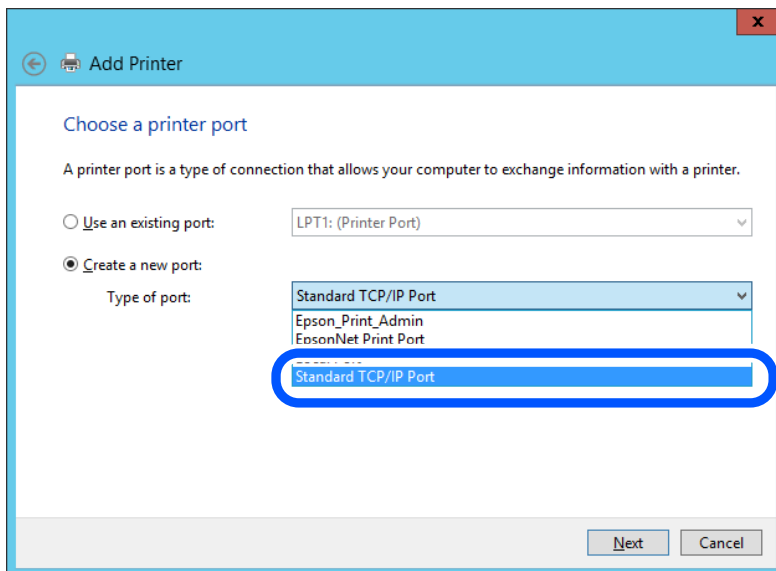 x
Add Printer
Choose a printer port
A printer port is a type of connection that allows your computer to exchange information with a printer.
Use an existing port:
LPT1: (Printer Port)
Create a new port:
Type of port:
Standard TCP/IP Port
Epson_Print_Admin
EpsonNet Print Port
Standard TCP/IP Port
Next
Cancel